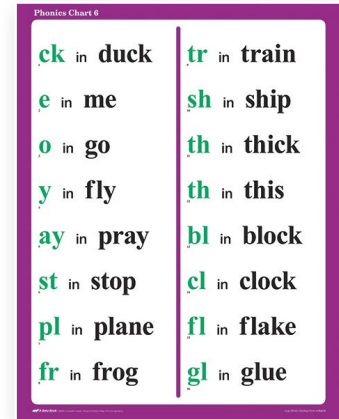 Phonics Chart 6
ck in duck
e in me
o in go
y in fly
ay in pray
st in stop
pl in plane
fr in frog
tr in train
sh in ship
th in thick
th in this
bl in block
cl in clock
fl in flake
gl in glue